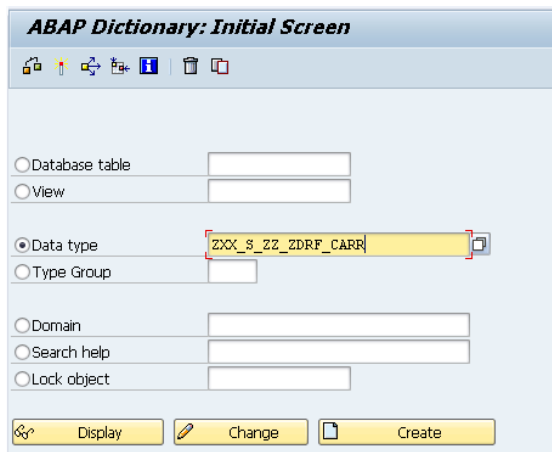 ABAP Dictionary: Initial Screen
Database table
View
Data type ZXX_S_ZZ_ZDRF_CARR
Type Group
Domain
Search help
Lock object
Display Change Create